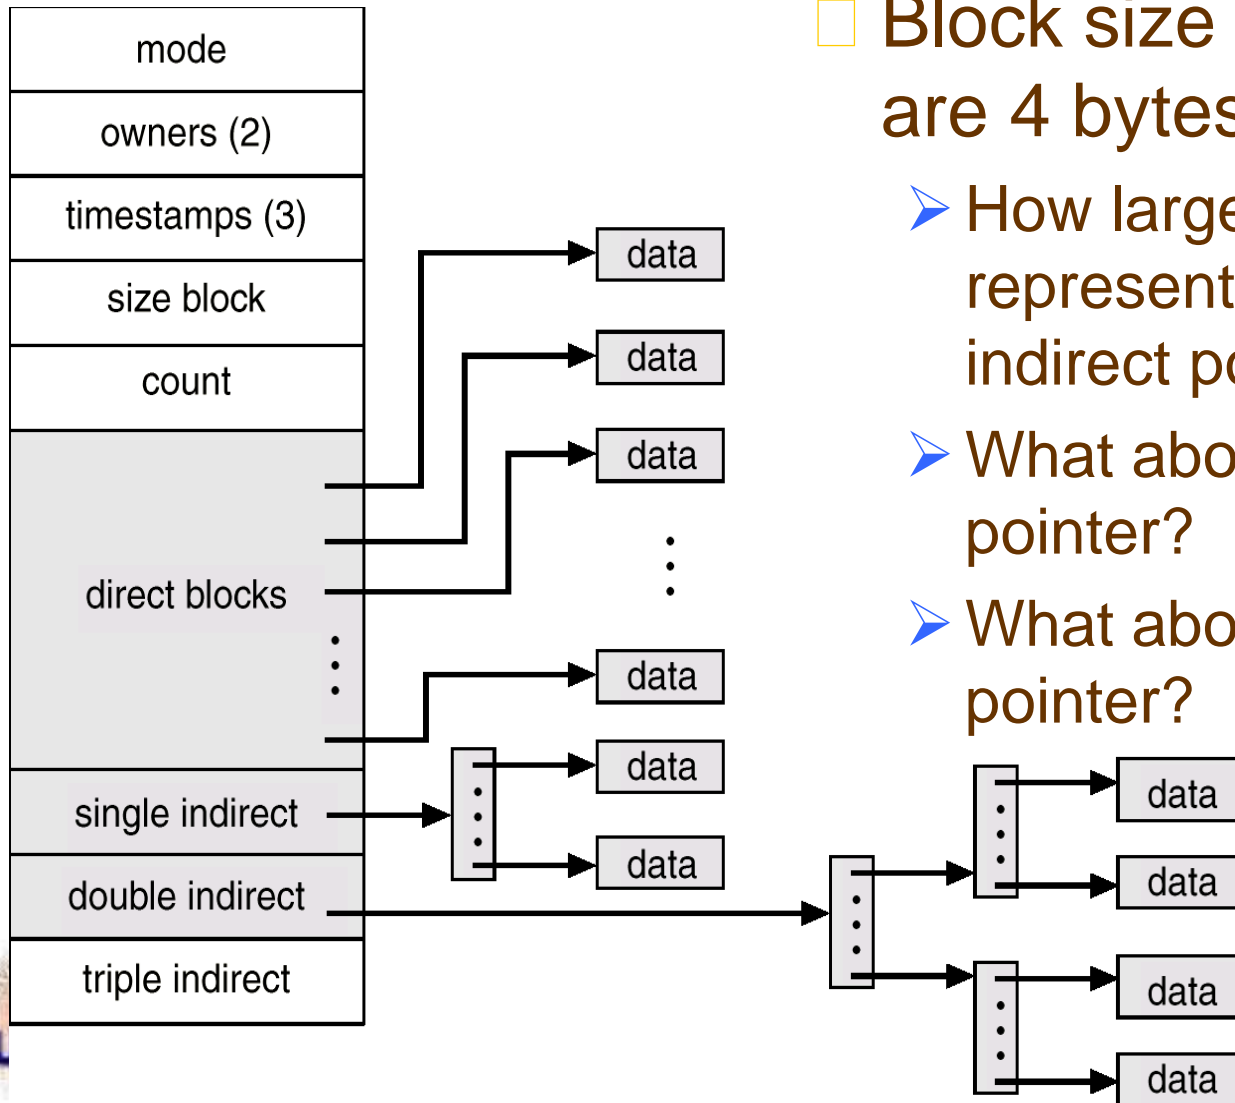 mode
owners (2)
timestamps (3)
size block
count
direct blocks
single indirect
double indirect
triple indirect
data
data
data
data
data
data
data
data
data
data
Block size
are 4 bytes
How large
represent
indirect po
What abo
pointer?
What abo
pointer?